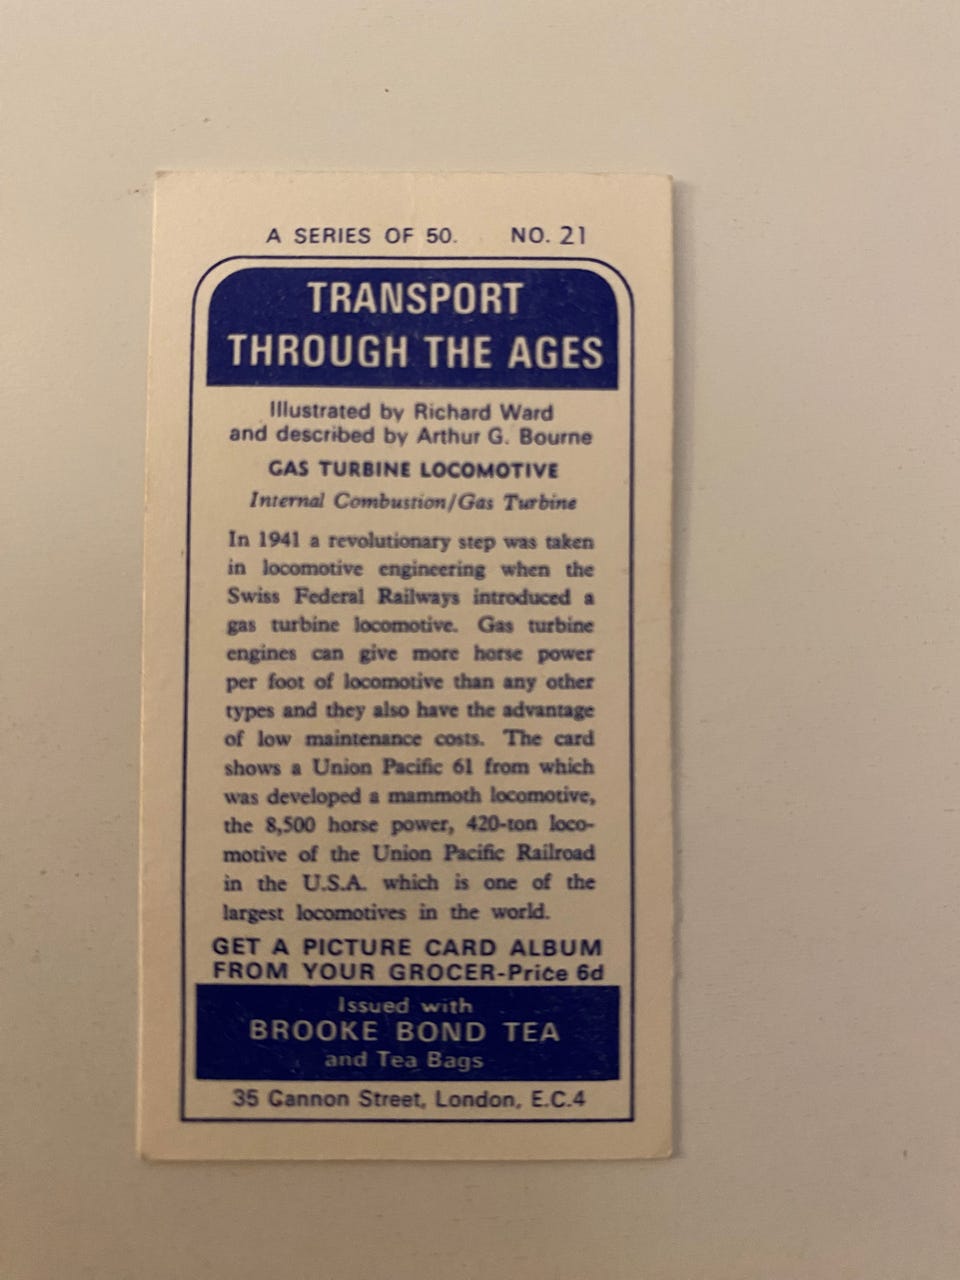 A SERIES OF 50. NO. 21
TRANSPORT
THROUGH THE AGES
Illustrated by Richard Ward
and described by Arthur G. Bourne
GAS TURBINE LOCOMOTIVE
Internal Combustion/Gas Turbine
In 1941 a revolutionary step was taken
in locomotive engineering when the
Swiss Federal Railways introduced a
gas turbine locomotive. Gas turbine
engines can give more horse power
per foot of locomotive than any other
types and they also have the advantage
of low maintenance costs. The card
shows a Union Pacific 61 from which
was developed a mammoth locomotive,
the 8,500 horse power, 420-ton loco-
motive of the Union Pacific Railroad
in the U.S.A. which is one of the
largest locomotives in the world.
GET A PICTURE CARD ALBUM
FROM YOUR GROCER-Price 6d
Issued with
BROOKE BOND TEA
and Tea Bags
35 Cannon Street, London, E.C.4